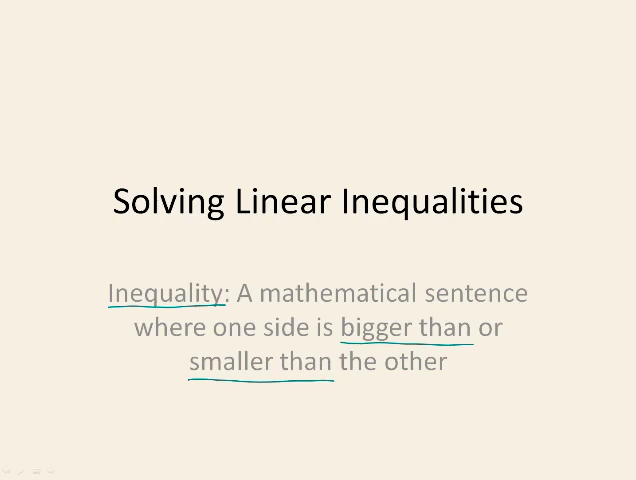 Solving Linear Inequalities
Inequality: A mathematical sentence
where one side is bigger than or
smaller than the other